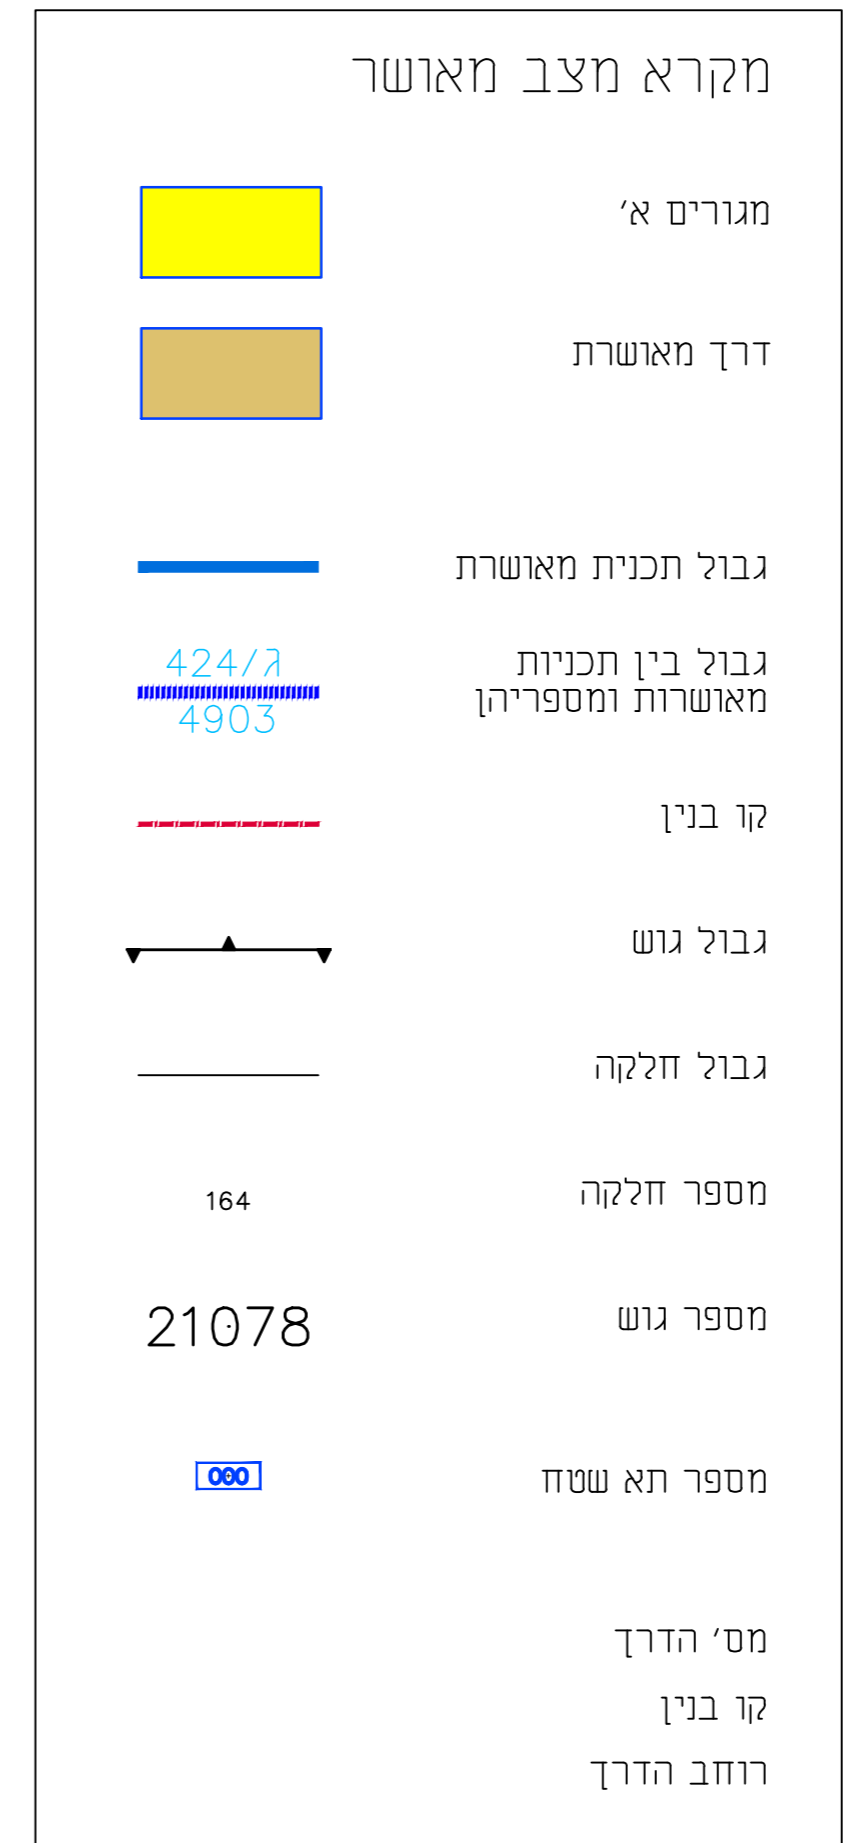 מקרא מצב מאושר
מגורים א'
דרך מאושרת
גבול תכנית מאושרת
גבול בין תכניות
מאושרות ומספריהן
ג/424
4903
קו בנין
גבול גוש
גבול חלקה
מספר חלקה
164
מספר גוש
21078
מספר תא שטח
000
מס' הדרך
קו בנין
רוחב הדרך